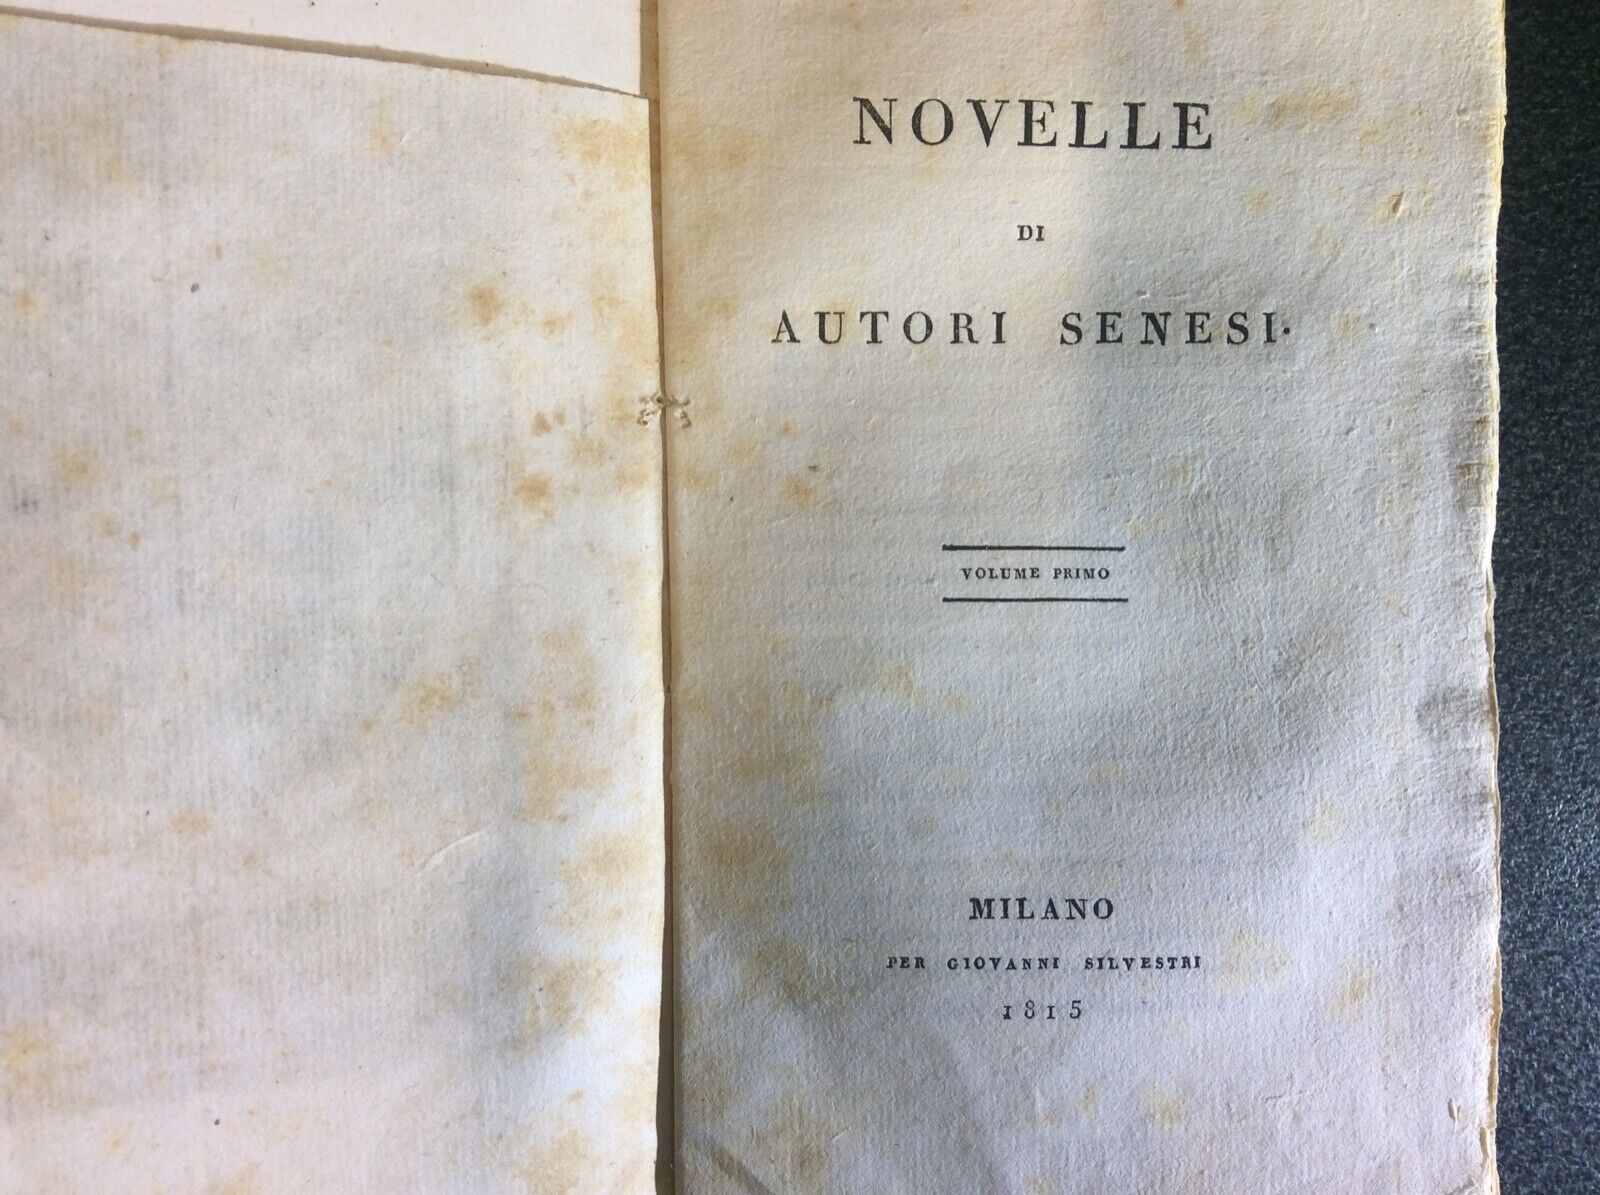 NOVELLE
DI
AUTORI SENESI.
VOLUME PRIMO
MILANO
PER GIOVANNI SILVESTRI
1815